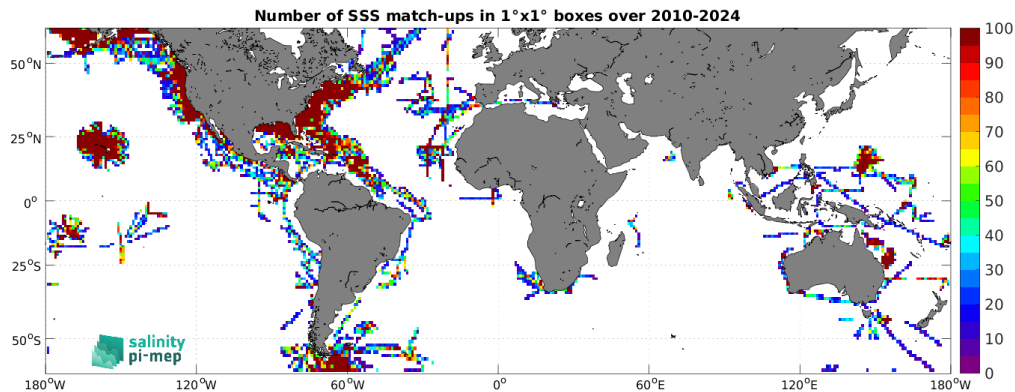 Number of SSS match-ups in 1°x1° boxes over 2010-2024
50°N
25°N
0°
25°S
50°S
180°W
120°W
60°W
0°
60°E
120°E
180°W
100
90
80
70
60
50
40
30
20
10
0
salinity
pi-mep